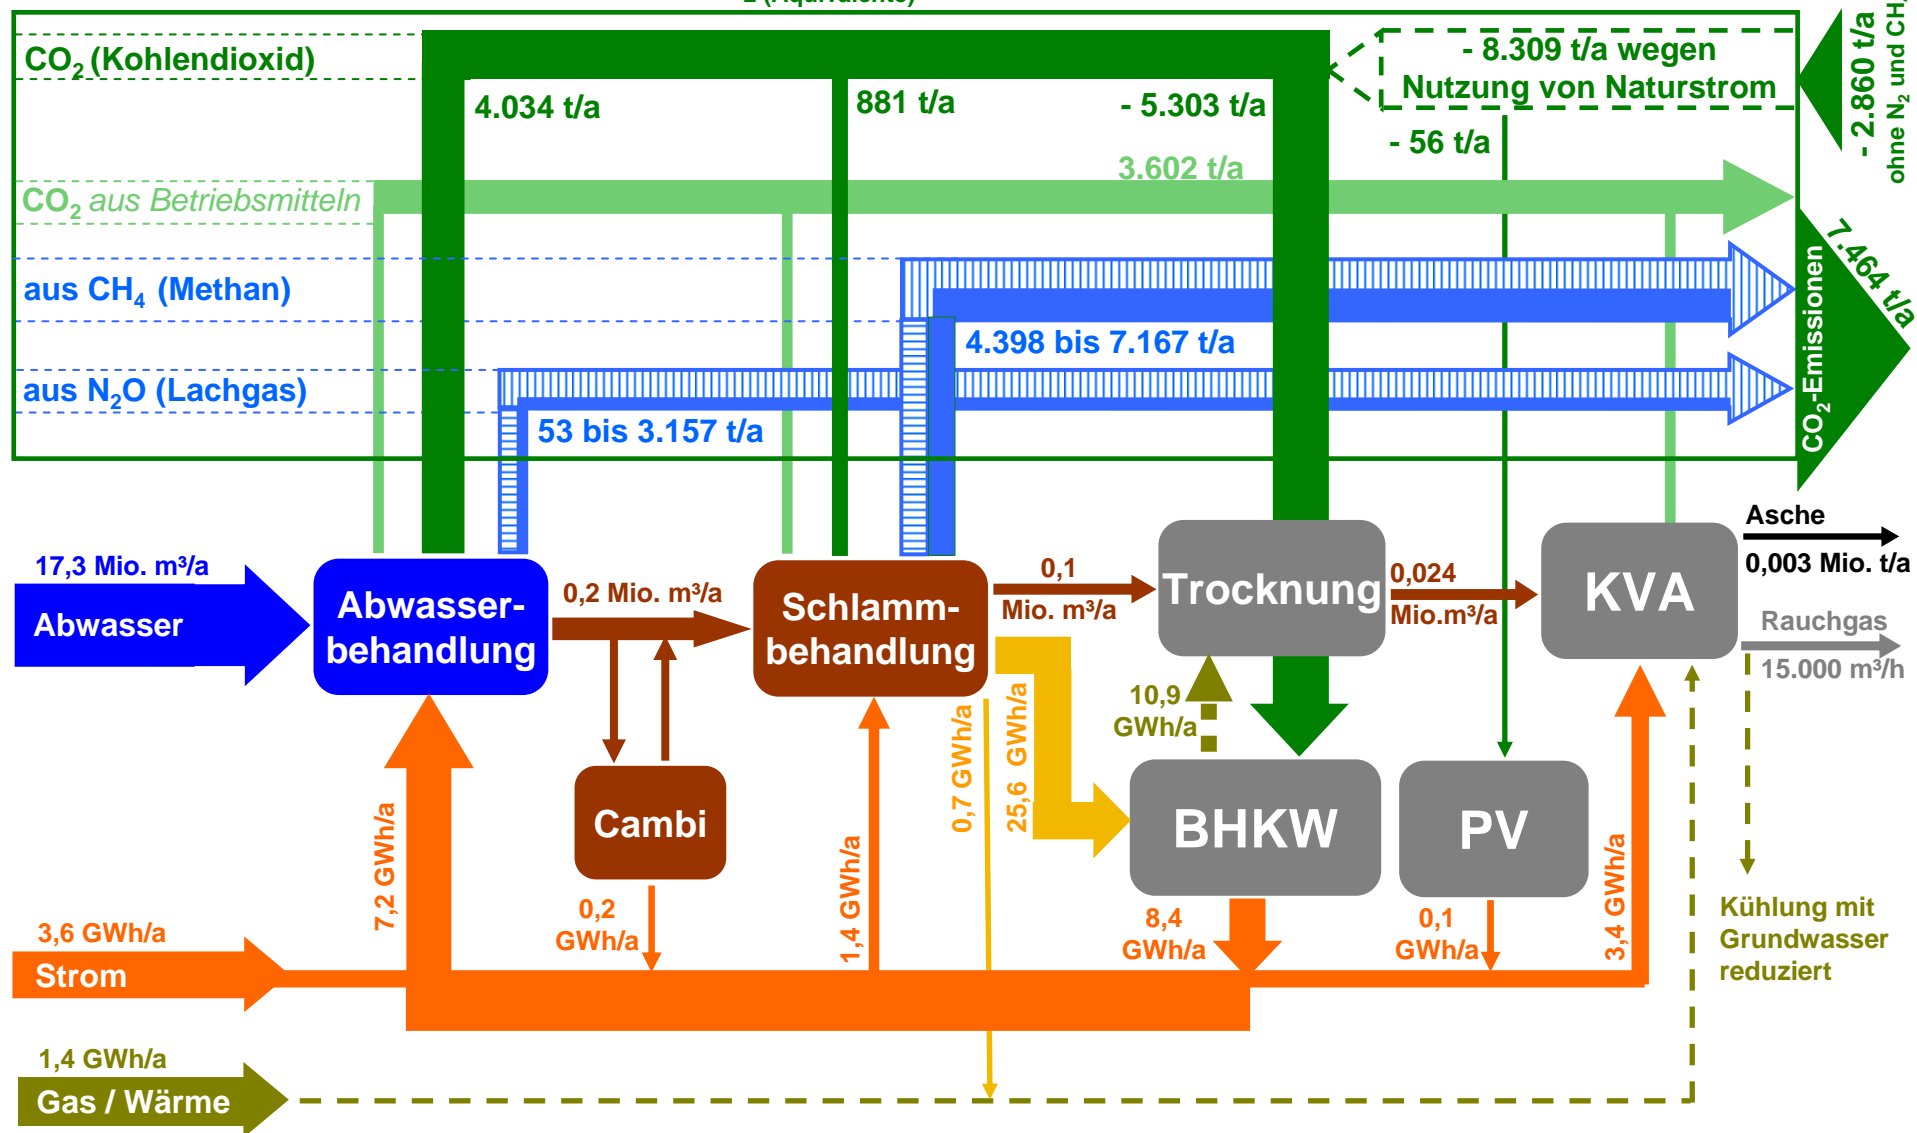 2 (Äquivalente)
CO2 (Kohlendioxid)
4.034 t/a
881 t/a
- 5.303 t/a
- 8.309 t/a wegen
Nutzung von Naturstrom
- 56 t/a
- 2.860 t/a
ohne N2 und CH
CO2 aus Betriebsmitteln
3.602 t/a
aus CH4 (Methan)
4.398 bis 7.167 t/a
aus N2O (Lachgas)
53 bis 3.157 t/a
CO2-Emissionen
7.464 t/a
17,3 Mio. m³/a
Abwasser
Abwasser-
behandlung
0,2 Mio. m³/a
Schlamm-
behandlung
0,1
Mio. m³/a
Trocknung
0,024
Mio.m³/a
KVA
Asche
0,003 Mio. t/a
Rauchgas
15.000 m³/h
Cambi
0,2
GWh/a
7,2 GWh/a
1,4 GWh/a
0,7 GWh/a
25,6 GWh/a
10,9
GWh/a
BHKW
8,4
GWh/a
PV
0,1
GWh/a
3,4 GWh/a
Kühlung mit
Grundwasser
reduziert
3,6 GWh/a
Strom
1,4 GWh/a
Gas / Wärme